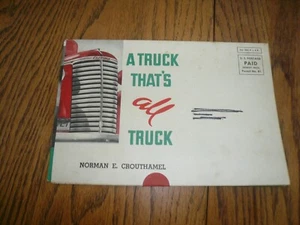 A TRUCK
THAT'S
all
TRUCK
NORMAN E. CROUTHAMEL
PAID